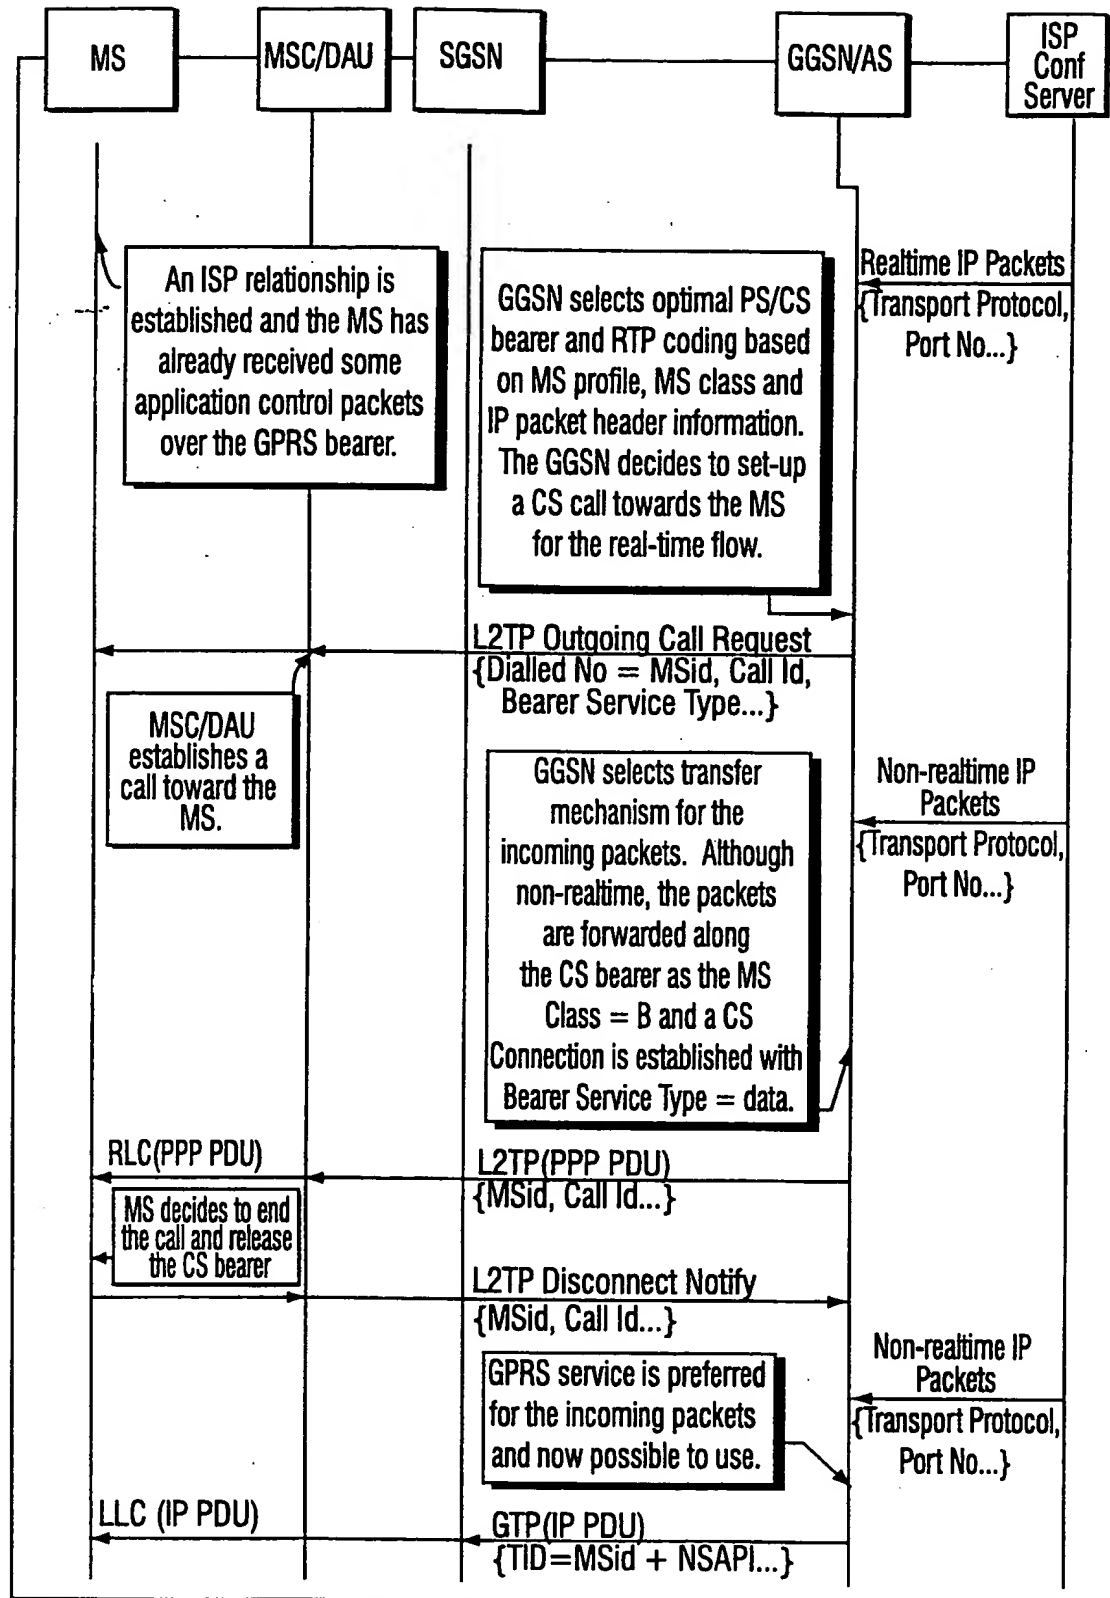 MS
MSC/DAU
SGSN
GGSN/AS
ISP
Conf
Server
An ISP relationship is
established and the MS has
already received some
application control packets
over the GPRS bearer.
GGSN selects optimal PS/CS
bearer and RTP coding based
on MS profile, MS class and
IP packet header information.
The GGSN decides to set-up
a CS call towards the MS
for the real-time flow.
Realtime IP Packets
{Transport Protocol,
Port No...}
L2TP Outgoing Call Request
{Dialled No = MSid, Call Id,
Bearer Service Type...}
MSC/DAU
establishes a
call toward the
MS.
GGSN selects transfer
mechanism for the
incoming packets. Although
non-realtime, the packets
are forwarded along
the CS bearer as the MS
Class = B and a CS
Connection is established with
Bearer Service Type = data.
Non-realtime IP
Packets
{Transport Protocol,
Port No...}
RLC(PPP PDU)
L2TP(PPP PDU)
{MSid, Call Id...}
MS decides to end
the call and release
the CS bearer
L2TP Disconnect Notify
{MSid, Call Id...}
GPRS service is preferred
for the incoming packets
and now possible to use.
Non-realtime IP
Packets
{Transport Protocol,
Port No...}
LLC (IP PDU)
GTP(IP PDU)
{TID=MSid + NSAPI...}